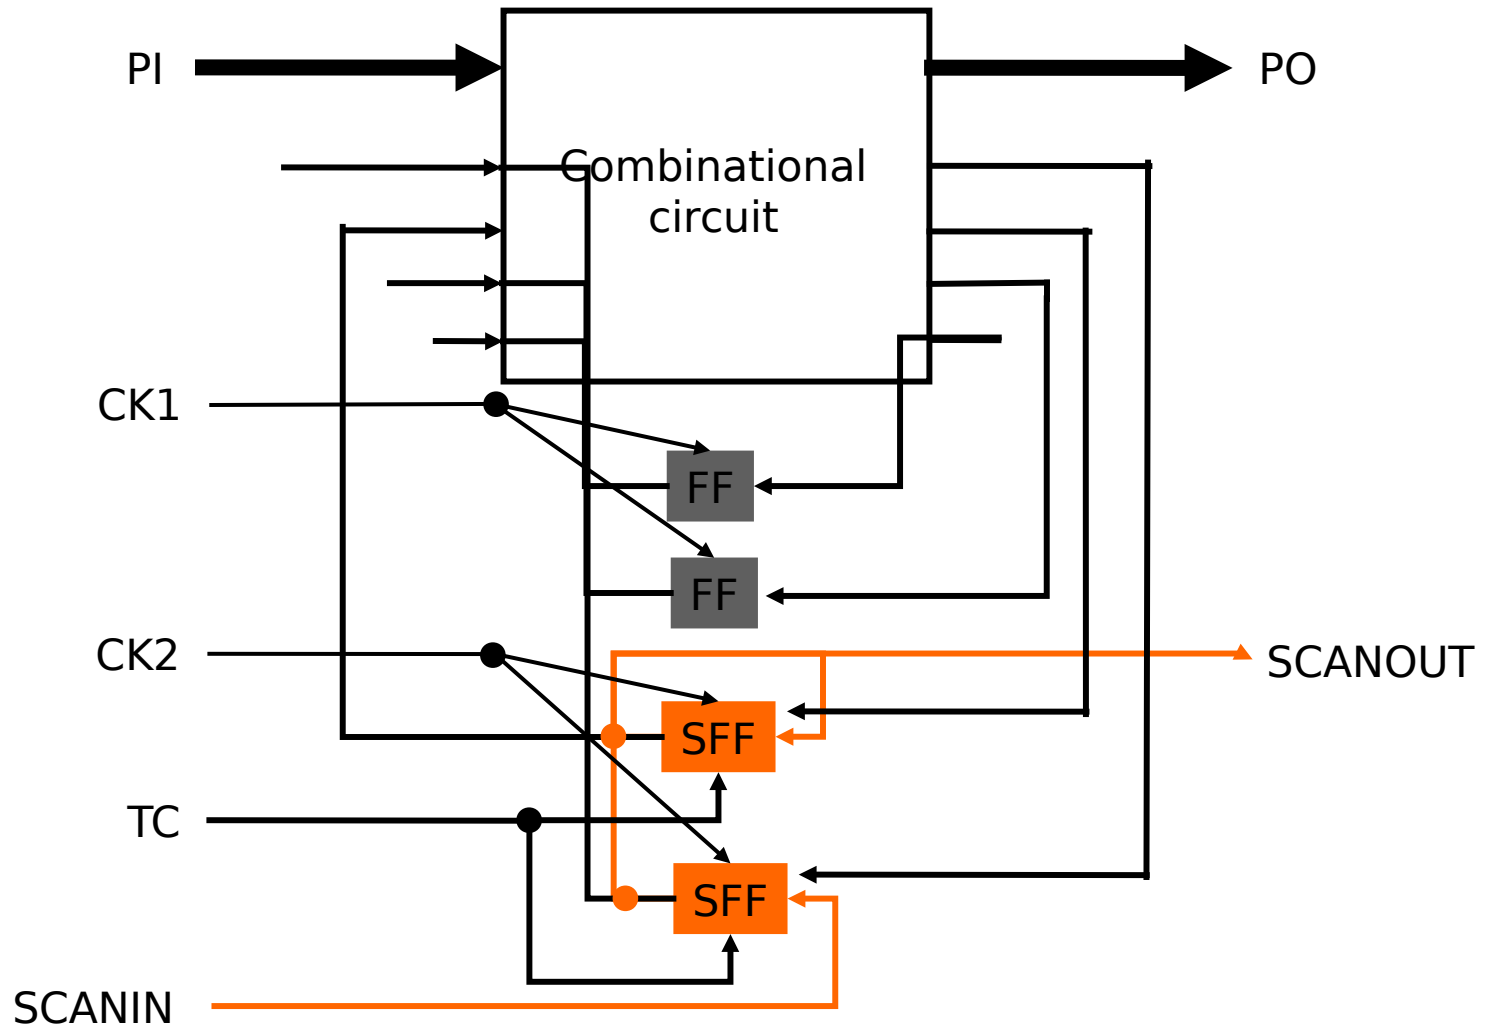 PI
PO
Combinational
circuit
CK1
FF
FF
CK2
SCANOUT
SFF
TC
SFF
SCANIN